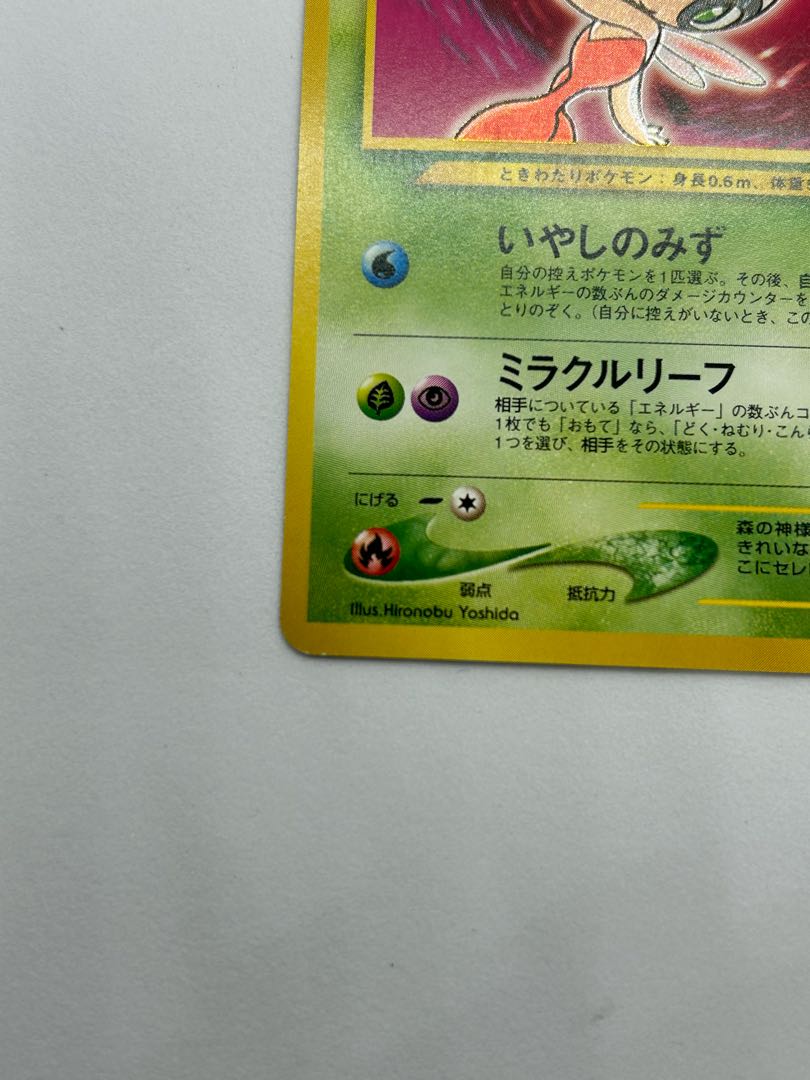 ときわたりポケモン：身長0.6m、体重
いやしのみず
自分の控えポケモンを1匹選ぶ。その後、自
エネルギーの数ぶんのダメージカウンターを
とりのぞく。（自分に控えがいないとき、この
ミラクルリーフ
相手についている「エネルギー」の数ぶんコ
1枚でも「おもて」なら、「どく・ねむり・こん
1つを選び、相手をその状態にする。
にげる
森の神様
きれいな
こにセレ
弱点
抵抗力
Illus.Hironobu Yoshida